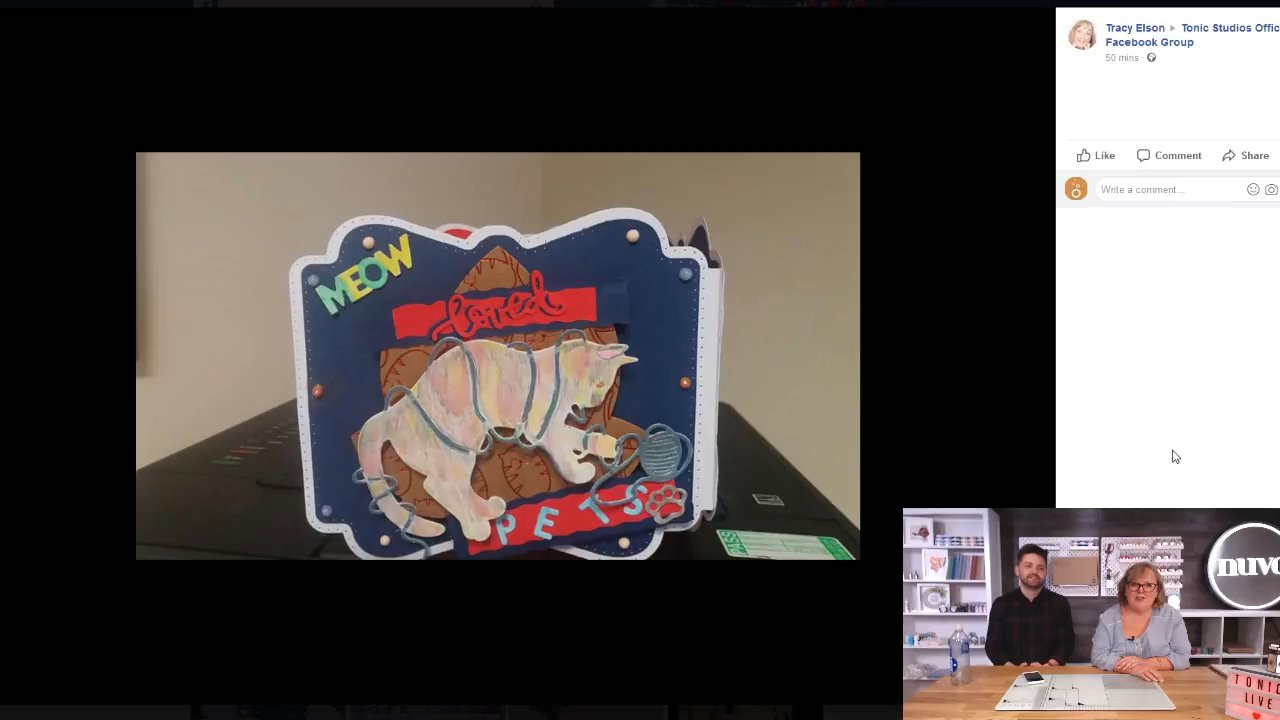 Tracy Elson ▸ Tonic Studios Offic
Facebook Group
50 mins
Like Comment Share
Write a comment...
MEOW
loved
PETS
PASS
nuvo
TONIC
LIVE